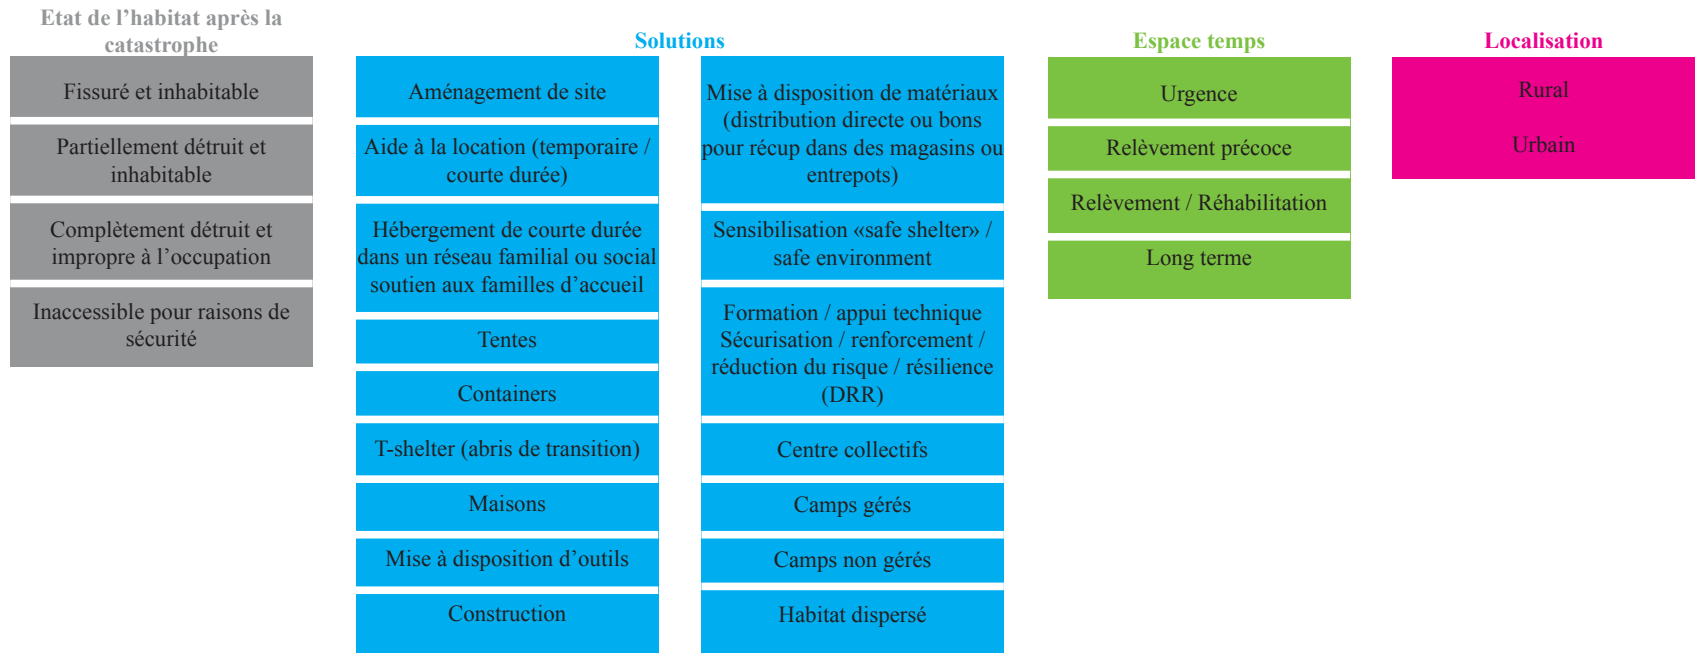 Etat de l’habitat après la
catastrophe
Fissuré et inhabitable
Partiellement détruit et
inhabitable
Complètement détruit et
impropre à l’occupation
Inaccessible pour raisons de
sécurité
Solutions
Aménagement de site
Aide à la location (temporaire /
courte durée)
Hébergement de courte durée
dans un réseau familial ou social
soutien aux familles d’accueil
Tentes
Containers
T-shelter (abris de transition)
Maisons
Mise à disposition d’outils
Construction
Mise à disposition de matériaux
(distribution directe ou bons
pour récup dans des magasins ou
entrepots)
Sensibilisation «safe shelter» /
safe environment
Formation / appui technique
Sécurisation / renforcement /
réduction du risque / résilience
(DRR)
Centre collectifs
Camps gérés
Camps non gérés
Habitat dispersé
Espace temps
Urgence
Relèvement précoce
Relèvement / Réhabilitation
Long terme
Localisation
Rural
Urbain